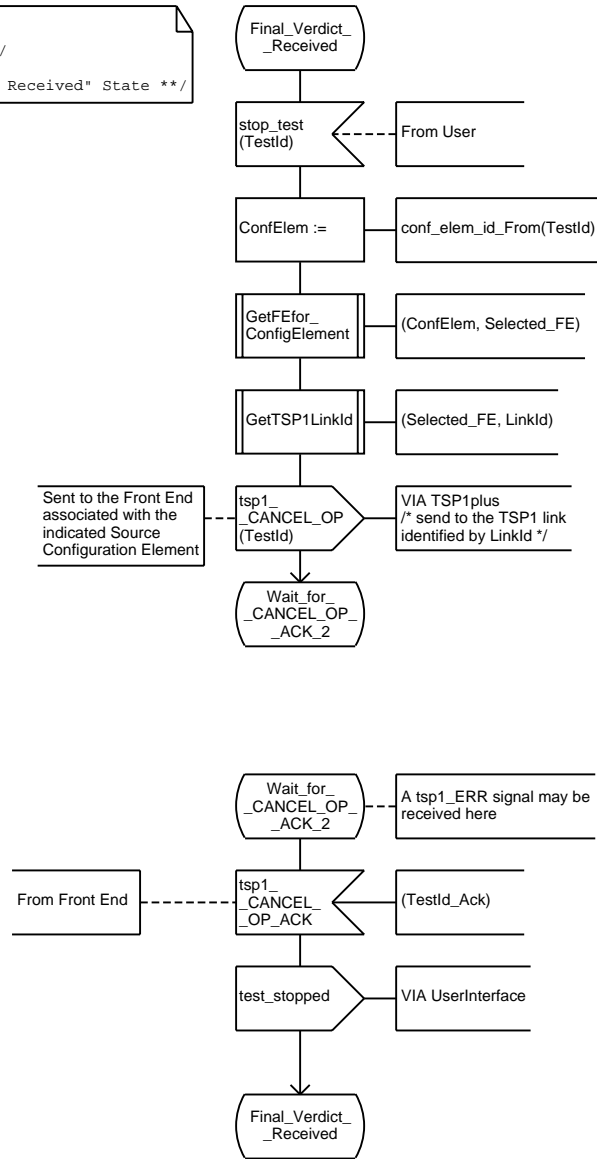 /
Received" State **/
Final_Verdict_
_Received
stop_test
(TestId)
From User
ConfElem :=
conf_elem_id_From(TestId)
GetFEfor_
ConfigElement
(ConfElem, Selected_FE)
GetTSP1LinkId
(Selected_FE, LinkId)
Sent to the Front End
associated with the
indicated Source
Configuration Element
tsp1_
_CANCEL_OP
(TestId)
VIA TSP1plus
/* send to the TSP1 link
identified by LinkId */
Wait_for_
_CANCEL_OP_
_ACK_2
Wait_for_
_CANCEL_OP_
_ACK_2
A tsp1_ERR signal may be
received here
From Front End
tsp1_
_CANCEL_
_OP_ACK
(TestId_Ack)
test_stopped
VIA UserInterface
Final_Verdict_
_Received